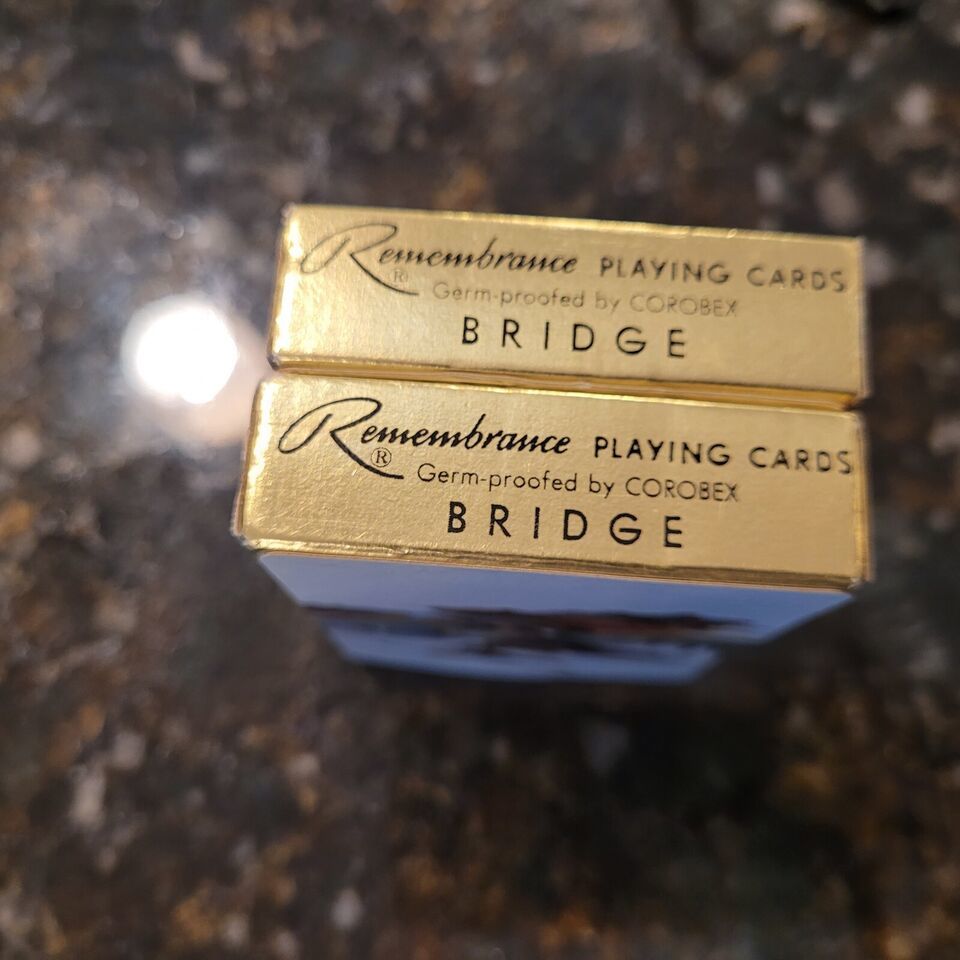 Remembrance PLAYING CARDS
®
Germ-proofed by COROBEX
BRIDGE
Remembrance PLAYING CARDS
®
Germ-proofed by COROBEX
BRIDGE